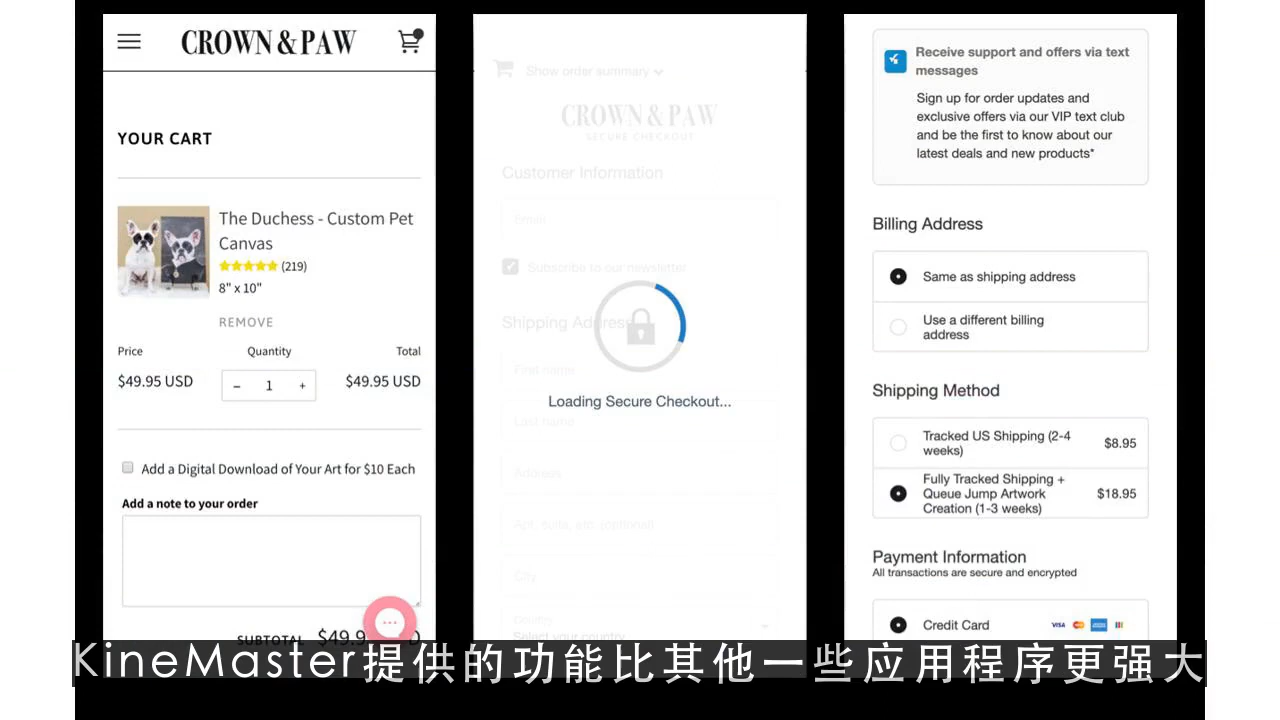 CROWN & PAW
YOUR CART
The Duchess - Custom Pet
Canvas
(219)
8" x 10"
REMOVE
Price
Quantity
Total
$49.95 USD
−
1
+
$49.95 USD
Add a Digital Download of Your Art for $10 Each
Add a note to your order
SUBTOTAL
Show order summary
CROWN & PAW
SECURE CHECKOUT
Customer Information
Email
Subscribe to our newsletter
Shipping Address
First name
Loading Secure Checkout...
Last name
Address
Apt, suite, etc. (optional)
City
Country
Select your country
Receive support and offers via text
messages
Sign up for order updates and
exclusive offers via our VIP text club
and be the first to know about our
latest deals and new products*
Billing Address
Same as shipping address
Use a different billing
address
Shipping Method
Tracked US Shipping (2-4
weeks)
$8.95
Fully Tracked Shipping +
Queue Jump Artwork
Creation (1-3 weeks)
$18.95
Payment Information
All transactions are secure and encrypted
Credit Card
VISA
KineMaster提供的功能比其他一些应用程序更强大